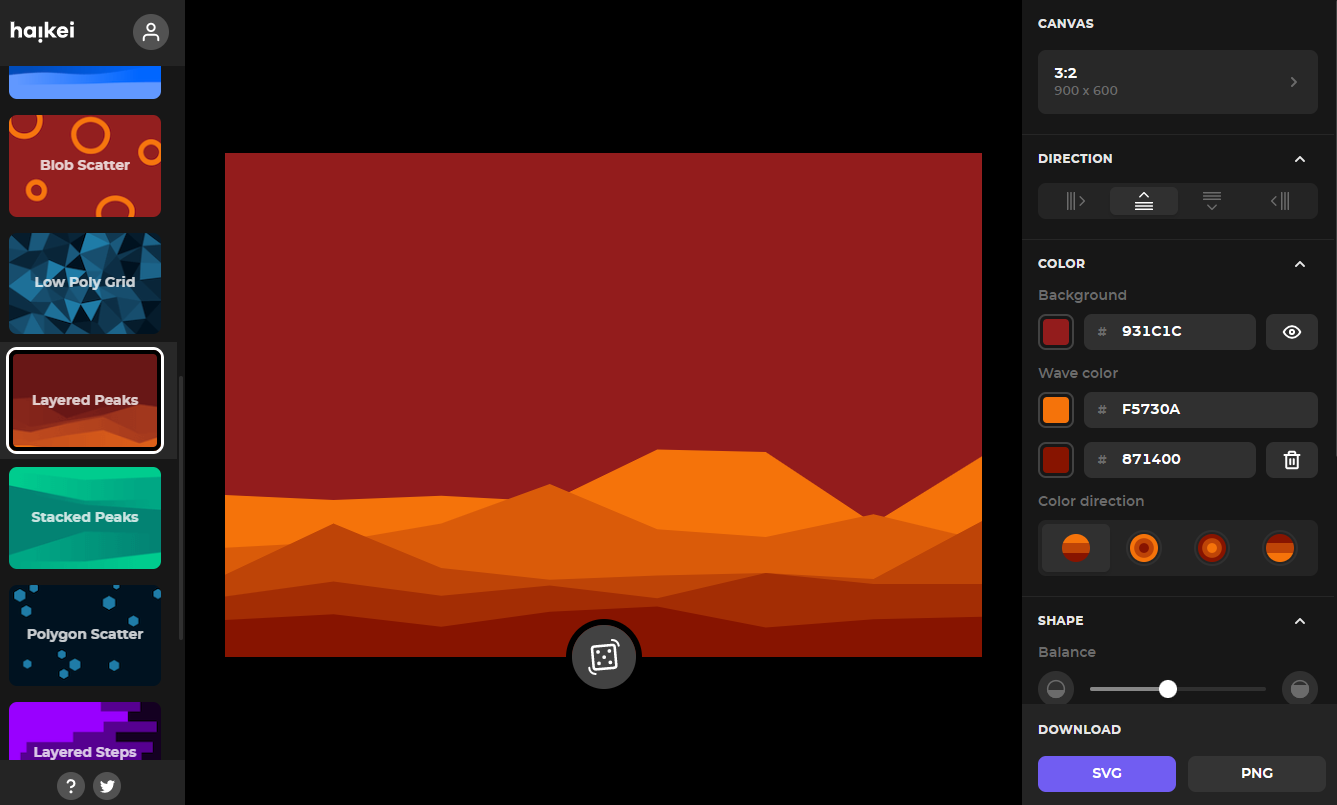 haikei
Blob Scatter
Low Poly Grid
Layered Peaks
Stacked Peaks
Polygon Scatter
Layered Steps
?
CANVAS
3:2
900 x 600
DIRECTION
COLOR
Background
# 931C1C
Wave color
# F5730A
# 871400
Color direction
SHAPE
Balance
DOWNLOAD
SVG
PNG